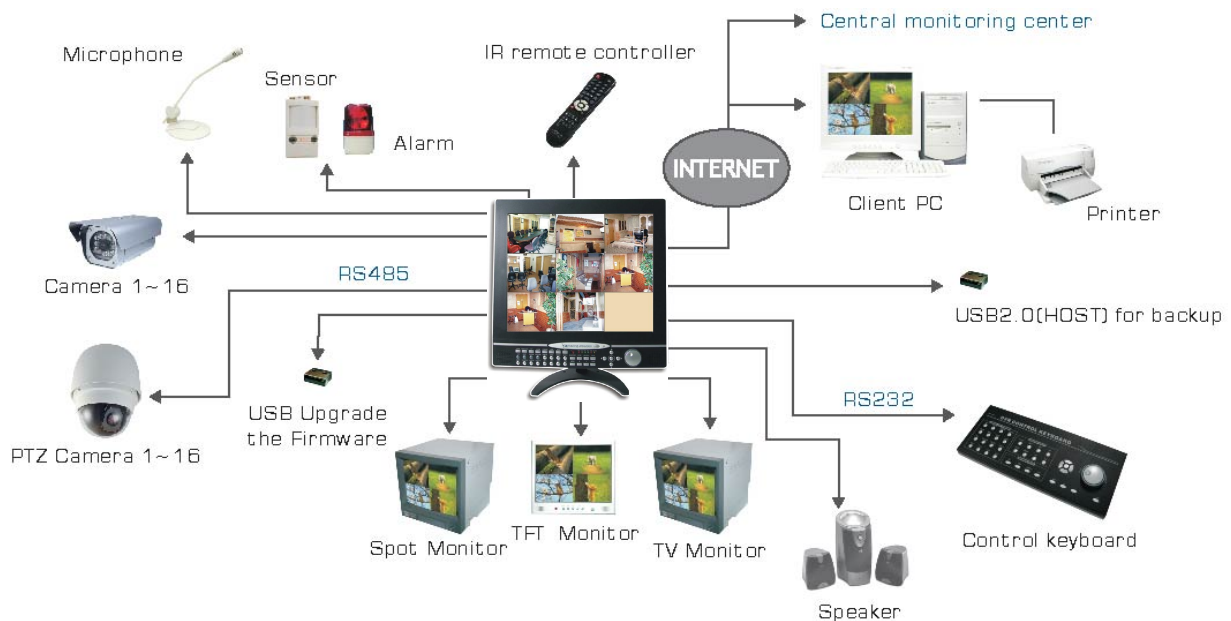 Central monitoring center
Microphone
IR remote controller
Sensor
Alarm
INTERNET
Client PC
Printer
Camera 1~16
RS485
USB2.0(HOST) for backup
USB Upgrade
the Firmware
RS232
PTZ Camera 1~16
CONTROL KEYBOARD
Spot Monitor
TFT Monitor
TV Monitor
Control keyboard
Speaker